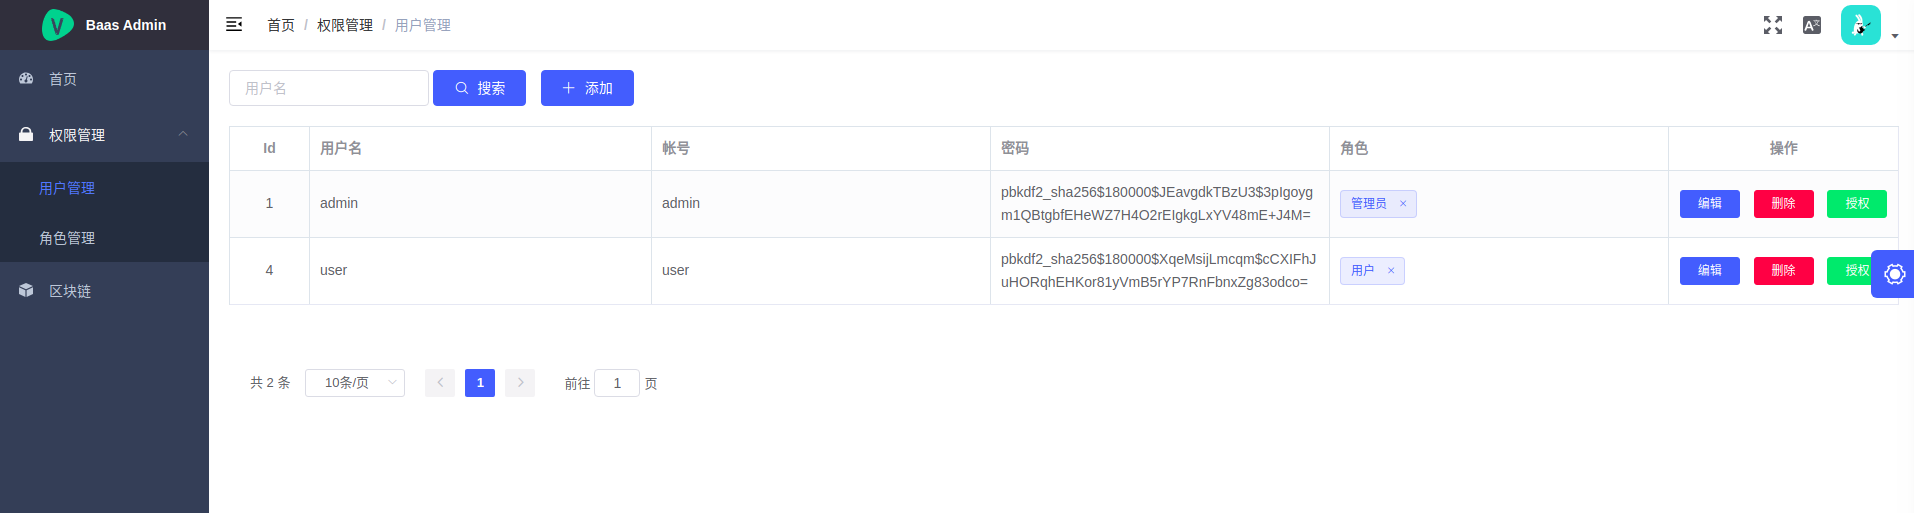 Baas Admin
首页 / 权限管理 / 用户管理
首页
权限管理
用户管理
角色管理
区块链
用户名
搜索
添加
Id 用户名 帐号 密码 角色 操作
1 admin admin pbkdf2_sha256$180000$JEavgdkTBzU3$3pIgoyg
m1QBtgbfEHeWZ7H4O2rEIgkgLxYV48mE+J4M=
管理员 × 编辑 删除 授权
4 user user pbkdf2_sha256$180000$XqeMsijLmcqm$cCXIFhJ
uHORqhEHKor81yVmB5rYP7RnFbnxZg83odco=
用户 × 编辑 删除 授权
共 2 条 10条/页 1 前往 1 页